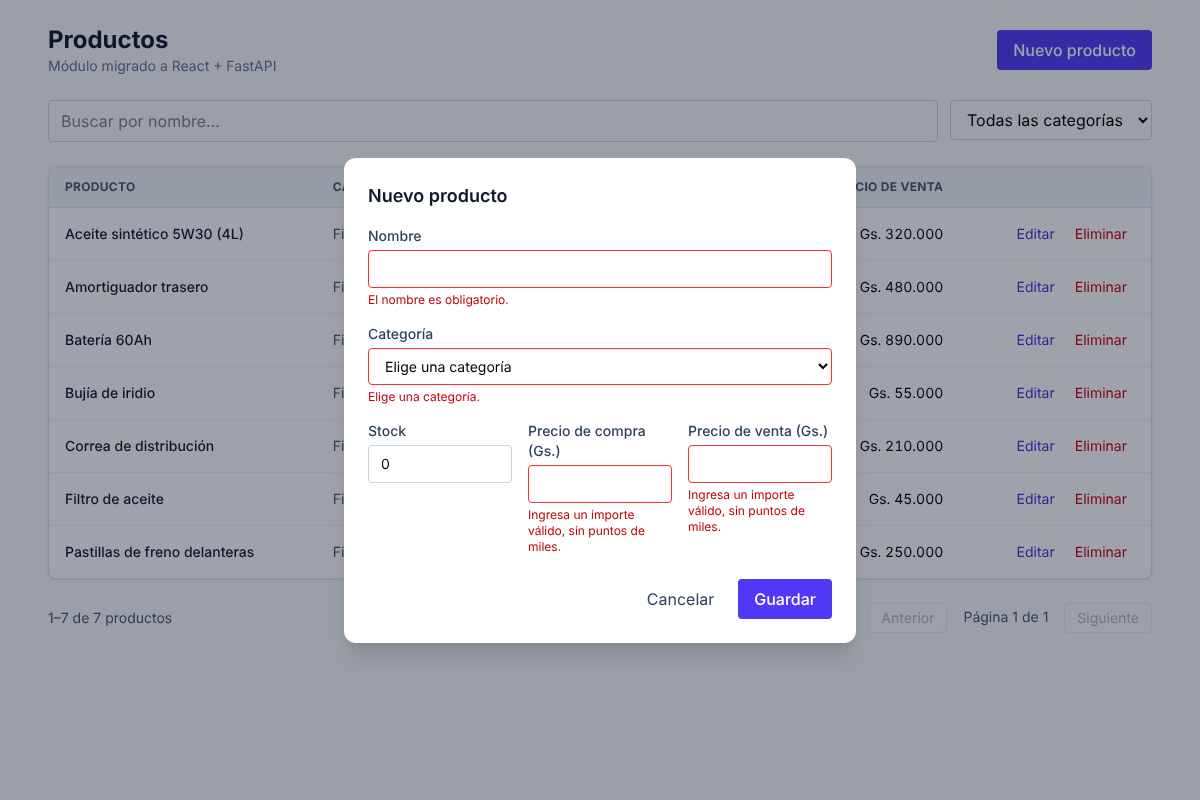 Productos
Módulo migrado a React + FastAPI
Nuevo producto
Buscar por nombre...
Todas las categorías
PRODUCTO
CIO DE VENTA
Aceite sintético 5W30 (4L)
Gs. 320.000
Editar
Eliminar
Amortiguador trasero
Gs. 480.000
Editar
Eliminar
Batería 60Ah
Gs. 890.000
Editar
Eliminar
Bujía de iridio
Gs. 55.000
Editar
Eliminar
Correa de distribución
Gs. 210.000
Editar
Eliminar
Filtro de aceite
Gs. 45.000
Editar
Eliminar
Pastillas de freno delanteras
Gs. 250.000
Editar
Eliminar
1–7 de 7 productos
Anterior
Página 1 de 1
Siguiente
Nuevo producto
Nombre
El nombre es obligatorio.
Categoría
Elige una categoría
Elige una categoría.
Stock
0
Precio de compra
(Gs.)
Ingresa un importe
válido, sin puntos de
miles.
Precio de venta (Gs.)
Ingresa un importe
válido, sin puntos de
miles.
Cancelar
Guardar